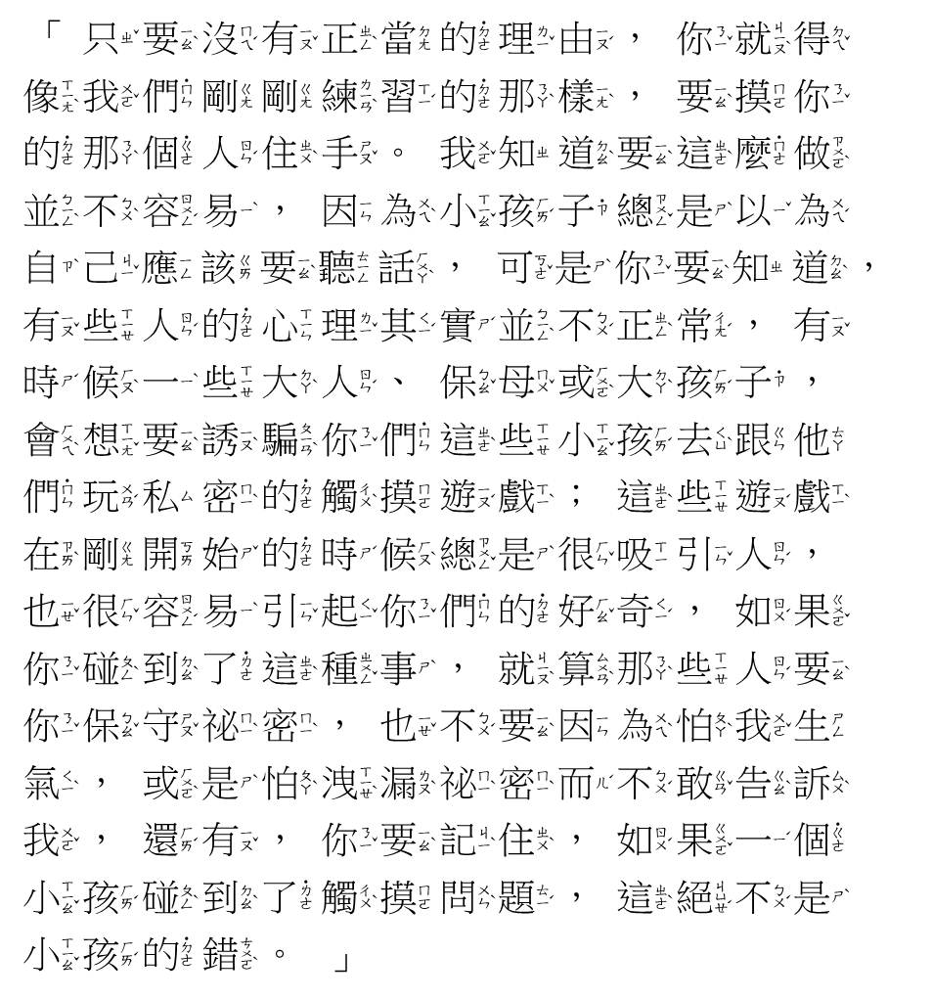 「只要沒有正當的理由，你就得
像我們剛剛練習的那樣，要摸你
的那個人住手。我知道要這麼做
並不容易，因為小孩子總是以為
自己應該要聽話，可是你要知道，
有些人的心理其實並不正常，有
時候一些大人、保母或大孩子，
會想要誘騙你們這些小孩去跟他
們玩私密的觸摸遊戲；這些遊戲
在剛開始的時候總是很吸引人，
也很容易引起你們的好奇，如果
你碰到了這種事，就算那些人要
你保守祕密，也不要因為怕我生
氣，或是怕洩漏祕密而不敢告訴
我，還有，你要記住，如果一個
小孩碰到了觸摸問題，這絕不是
小孩的錯。」